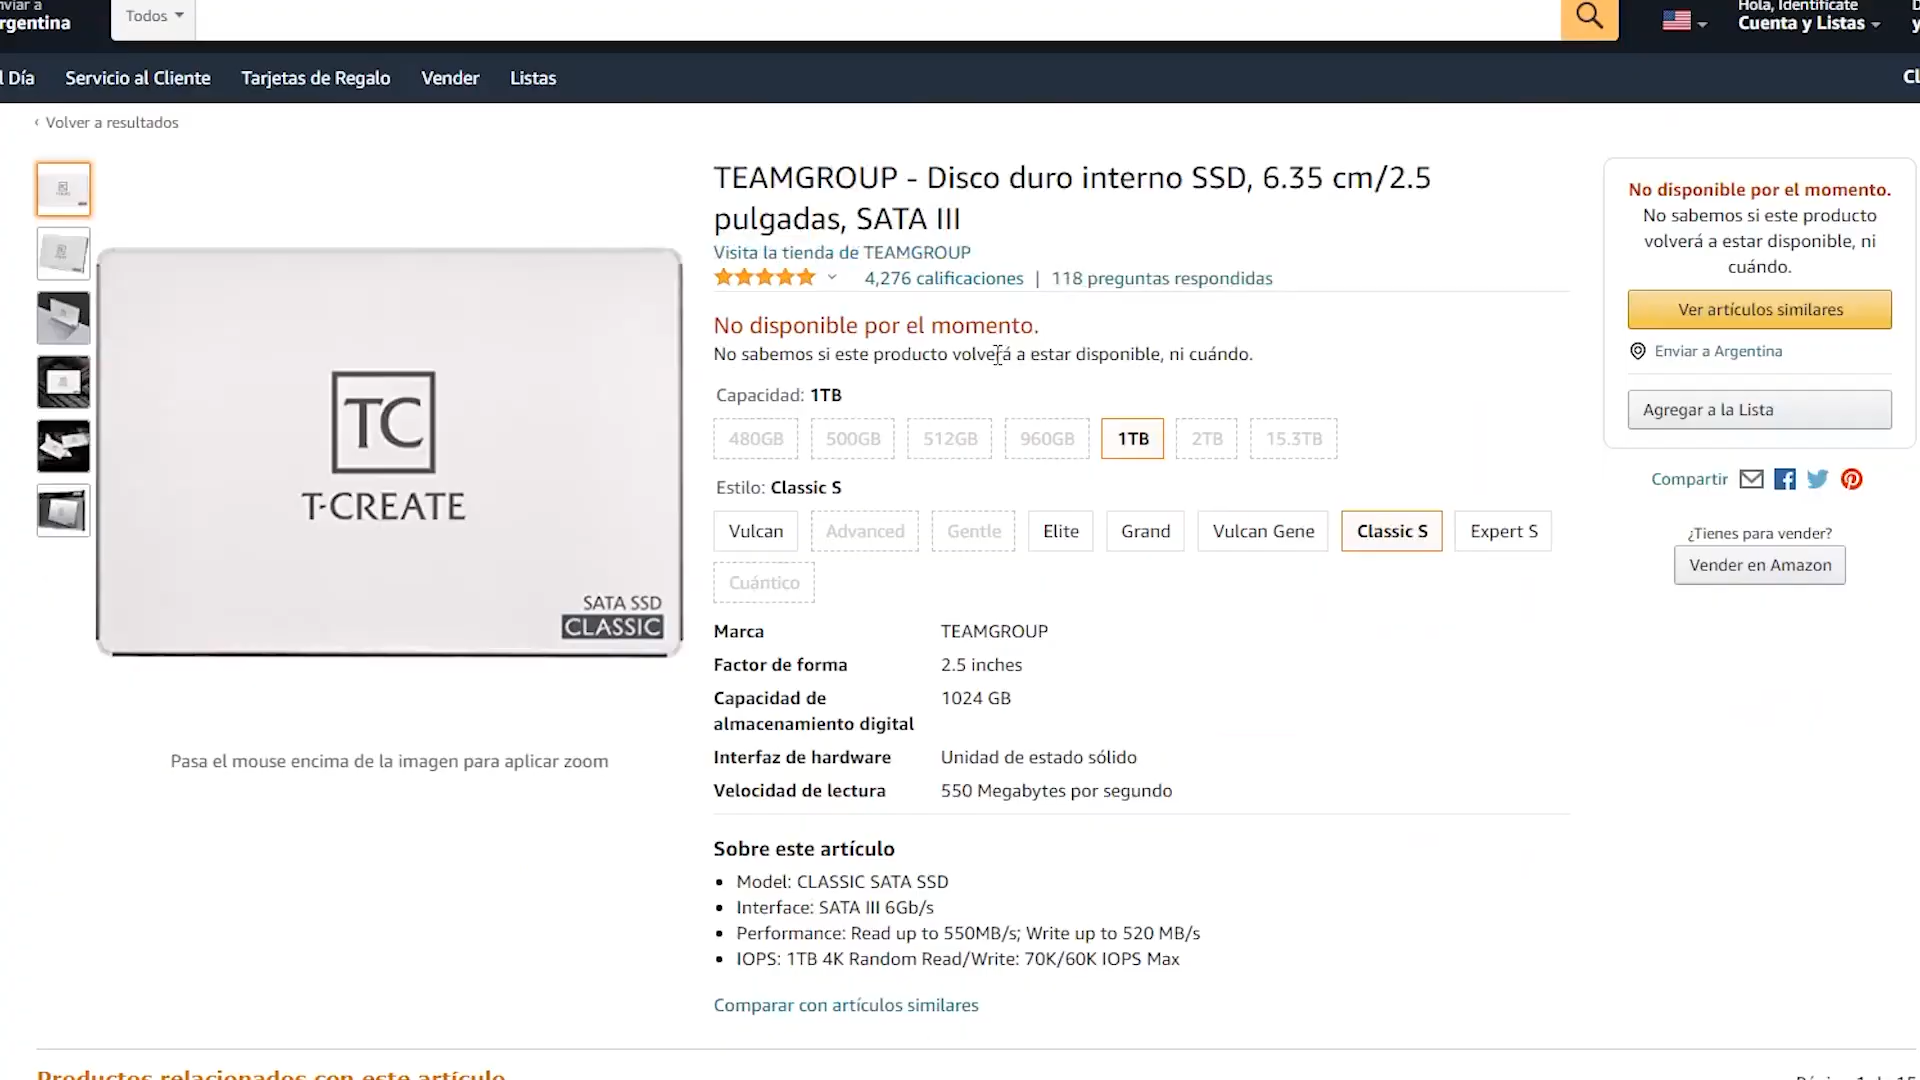 nviar a
rgentina
Todos
Hola, Identifícate
Cuenta y Listas
l Día
Servicio al Cliente
Tarjetas de Regalo
Vender
Listas
‹ Volver a resultados
TC
T-CREATE
SATA SSD
CLASSIC
Pasa el mouse encima de la imagen para aplicar zoom
TEAMGROUP - Disco duro interno SSD, 6.35 cm/2.5
pulgadas, SATA III
Visita la tienda de TEAMGROUP
4,276 calificaciones | 118 preguntas respondidas
No disponible por el momento.
No sabemos si este producto volverá a estar disponible, ni cuándo.
Capacidad: 1TB
480GB 500GB 512GB 960GB 1TB 2TB 15.3TB
Estilo: Classic S
Vulcan Advanced Gentle Elite Grand Vulcan Gene Classic S Expert S
Cuántico
Marca TEAMGROUP
Factor de forma 2.5 inches
Capacidad de 1024 GB
almacenamiento digital
Interfaz de hardware Unidad de estado sólido
Velocidad de lectura 550 Megabytes por segundo
Sobre este artículo
• Model: CLASSIC SATA SSD
• Interface: SATA III 6Gb/s
• Performance: Read up to 550MB/s; Write up to 520 MB/s
• IOPS: 1TB 4K Random Read/Write: 70K/60K IOPS Max
Comparar con artículos similares
No disponible por el momento.
No sabemos si este producto
volverá a estar disponible, ni
cuándo.
Ver artículos similares
Enviar a Argentina
Agregar a la Lista
Compartir
¿Tienes para vender?
Vender en Amazon
Productos relacionados con este artículo